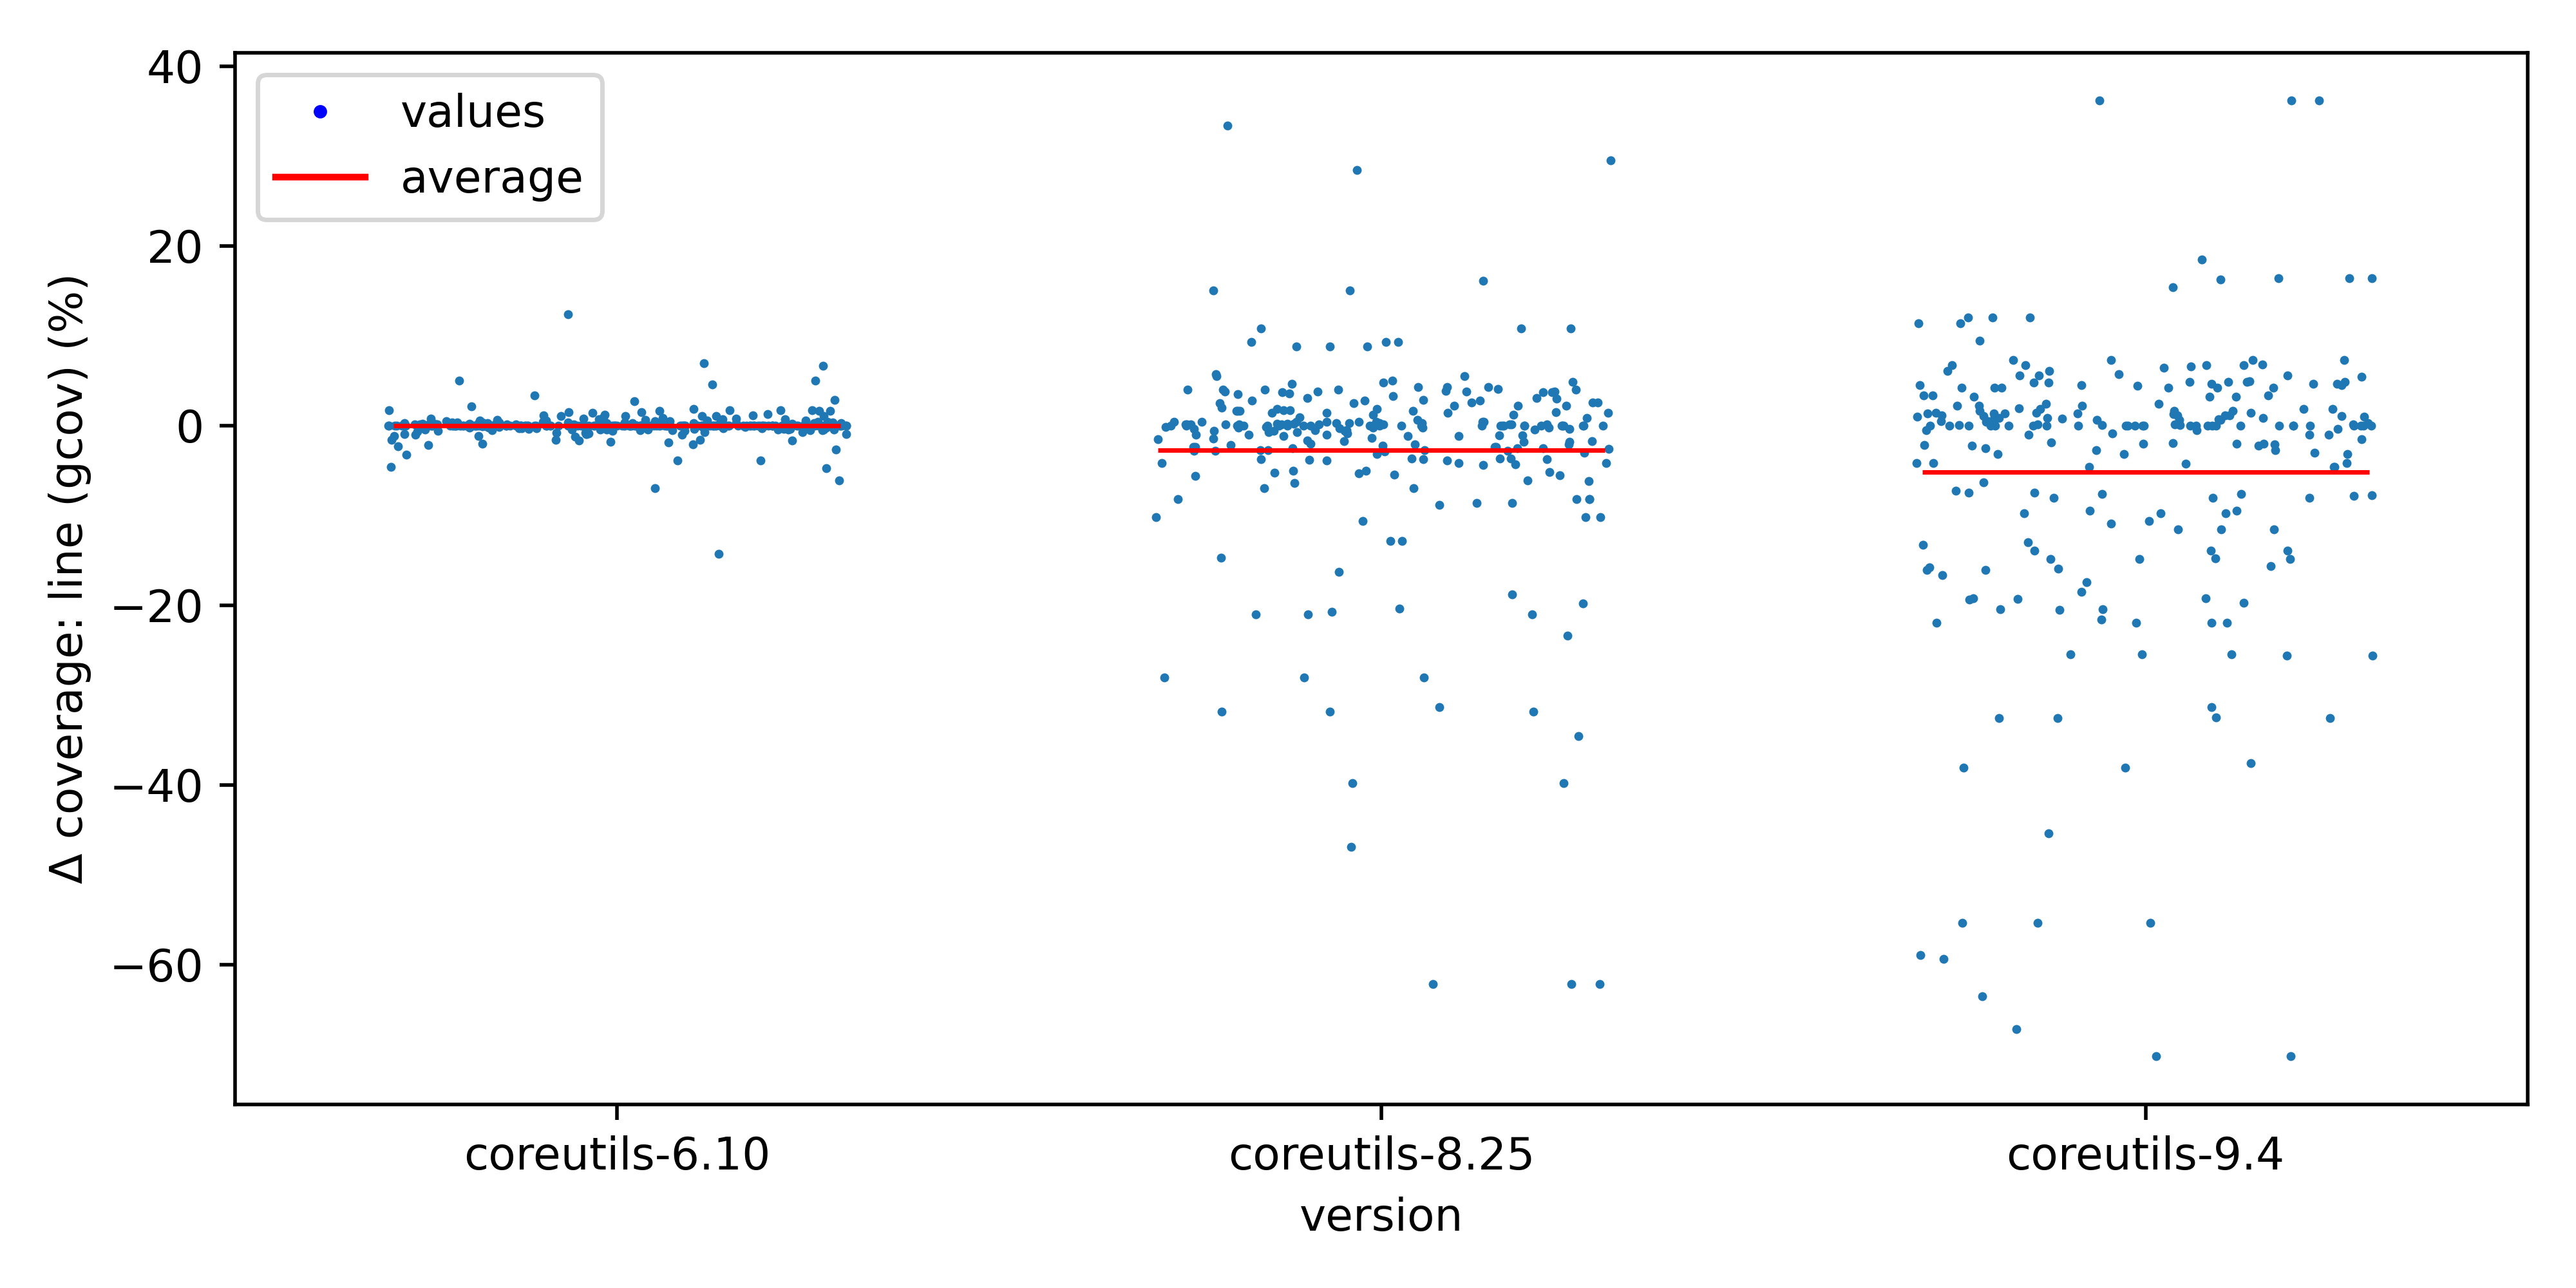 values
average
40
20
0
−20
−40
−60
Δ coverage: line (gcov) (%)
coreutils-6.10
coreutils-8.25
coreutils-9.4
version